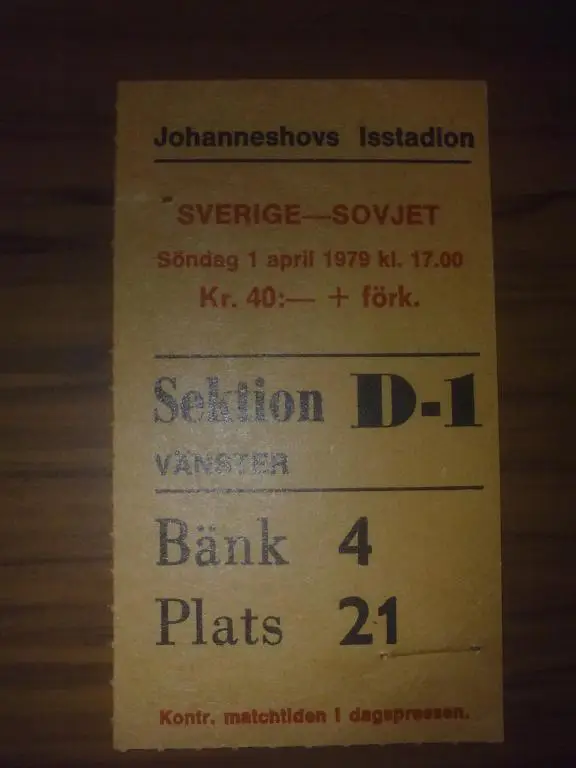 Johanneshovs Isstadion
SVERIGE—SOVJET
Söndag 1 april 1979 kl. 17.00
Kr. 40:— + förk.
Sektion D-1
VÄNSTER
Bänk 4
Plats 21
Kontr. matchtiden i dagspressen.